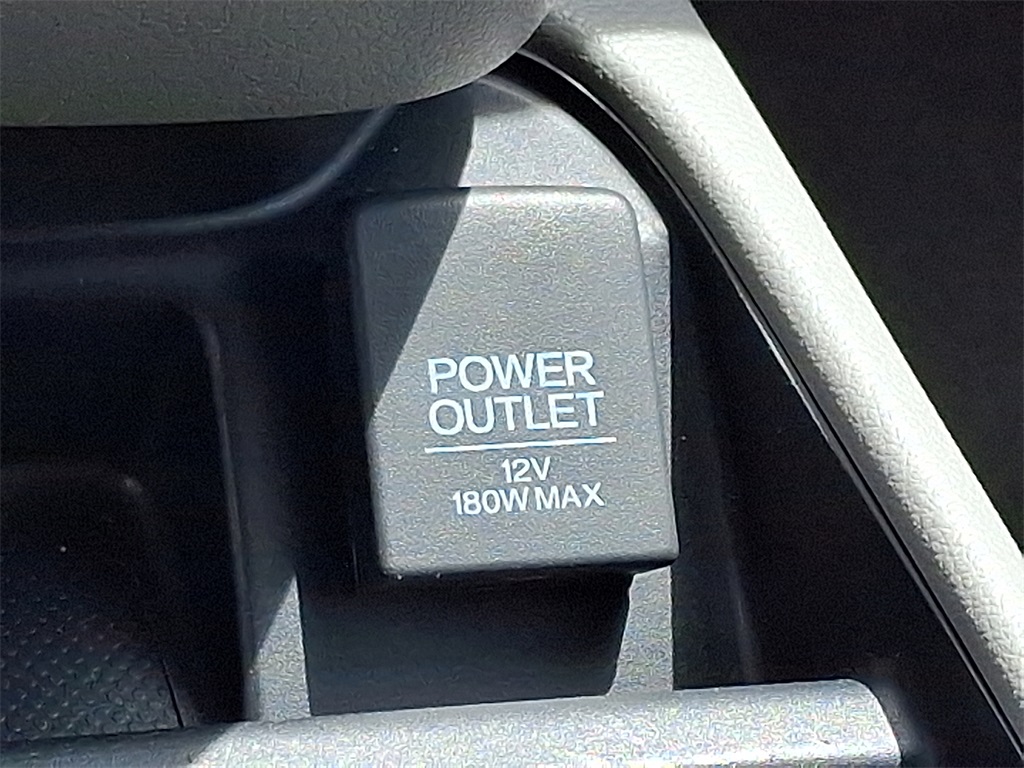 POWER
OUTLET
12V
180W MAX